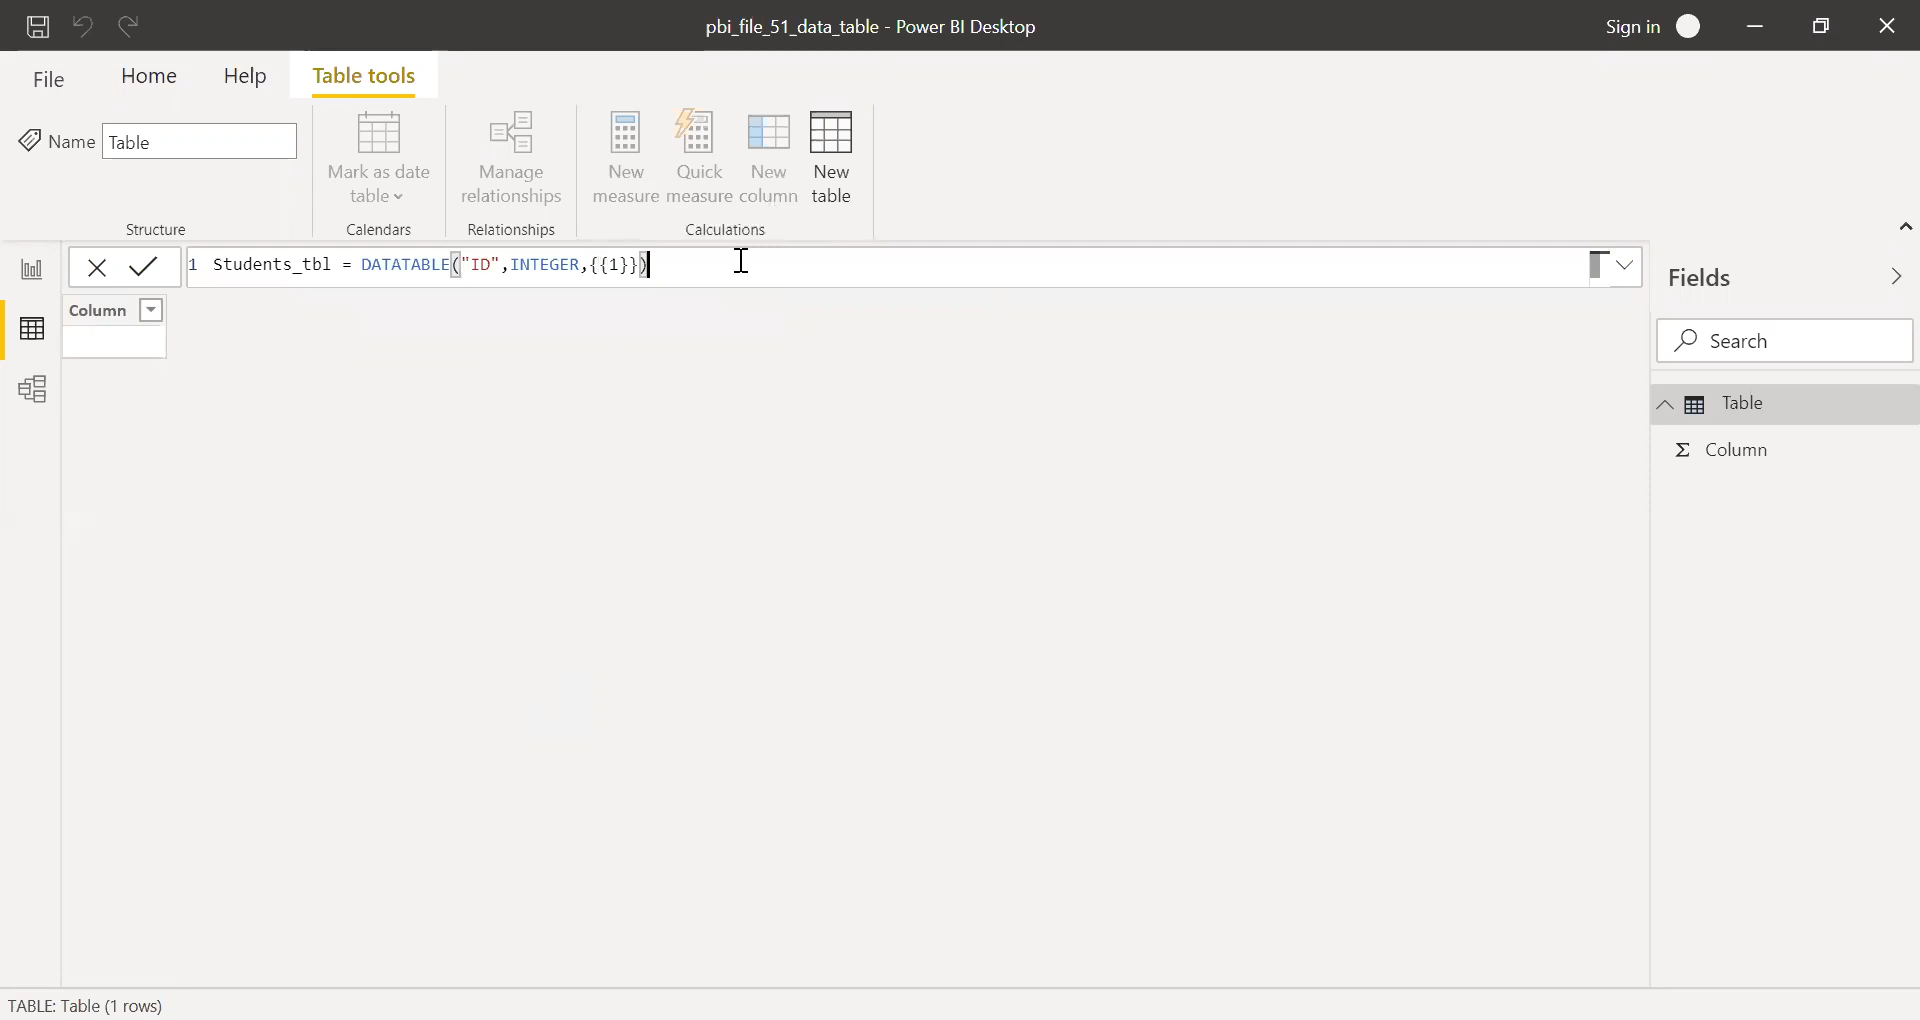 pbi_file_51_data_table - Power BI Desktop
Sign in
File
Home
Help
Table tools
Name
Table
Structure
Mark as date
table
Calendars
Manage
relationships
Relationships
New
measure
Quick
measure
New
column
New
table
Calculations
1 Students_tbl = DATATABLE("ID",INTEGER,{{1}})
Column
Fields
Search
Table
Σ Column
TABLE: Table (1 rows)